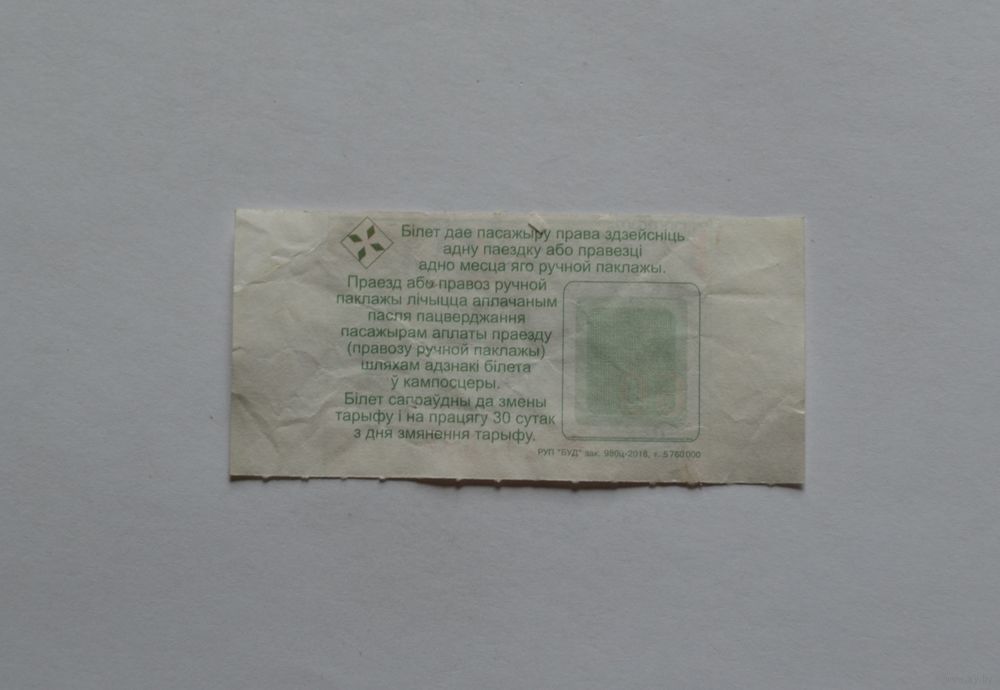 Білет дае пасажыру права здзейсніць
адну паездку або правезці
адно месца яго ручной паклажы.
Праезд або правоз ручной
паклажы лічыцца аплачаным
пасля пацверджання
пасажырам аплаты праезду
(правозу ручной паклажы)
шляхам адзнакі білета
ў кампосцеры.
Білет сапраўдны да змены
тарыфу і на працягу 30 сутак
з дня змянення тарыфу.
РУП "БУД" зак. 980ц-2016, т. 5760000